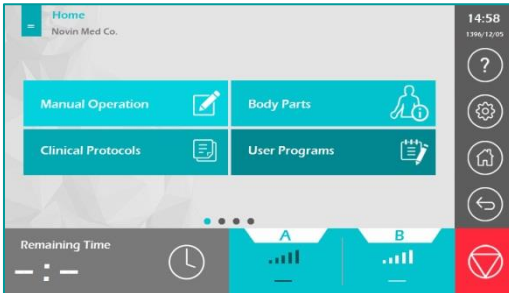 Home
Novin Med Co.
14:58
1396/12/05
?
Manual Operation
Body Parts
Clinical Protocols
User Programs
Remaining Time
-:-
A
B